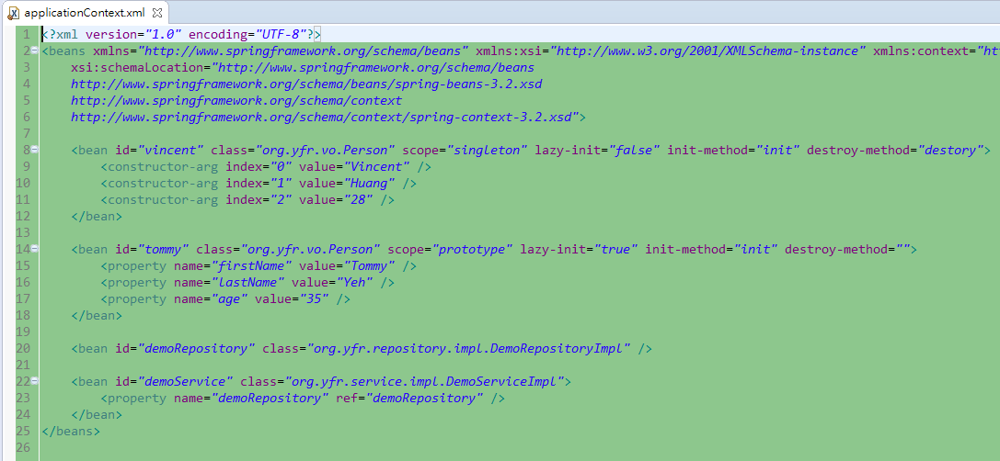 applicationContext.xml
1 <?xml version="1.0" encoding="UTF-8"?>
2 <beans xmlns="http://www.springframework.org/schema/beans" xmlns:xsi="http://www.w3.org/2001/XMLSchema-instance" xmlns:context="ht
3 xsi:schemaLocation="http://www.springframework.org/schema/beans
4 http://www.springframework.org/schema/beans/spring-beans-3.2.xsd
5 http://www.springframework.org/schema/context
6 http://www.springframework.org/schema/context/spring-context-3.2.xsd">
7
8 <bean id="vincent" class="org.yfr.vo.Person" scope="singleton" lazy-init="false" init-method="init" destroy-method="destory">
9 <constructor-arg index="0" value="Vincent" />
10 <constructor-arg index="1" value="Huang" />
11 <constructor-arg index="2" value="28" />
12 </bean>
13
14 <bean id="tommy" class="org.yfr.vo.Person" scope="prototype" lazy-init="true" init-method="init" destroy-method="">
15 <property name="firstName" value="Tommy" />
16 <property name="lastName" value="Yeh" />
17 <property name="age" value="35" />
18 </bean>
19
20 <bean id="demoRepository" class="org.yfr.repository.impl.DemoRepositoryImpl" />
21
22 <bean id="demoService" class="org.yfr.service.impl.DemoServiceImpl">
23 <property name="demoRepository" ref="demoRepository" />
24 </bean>
25 </beans>
26